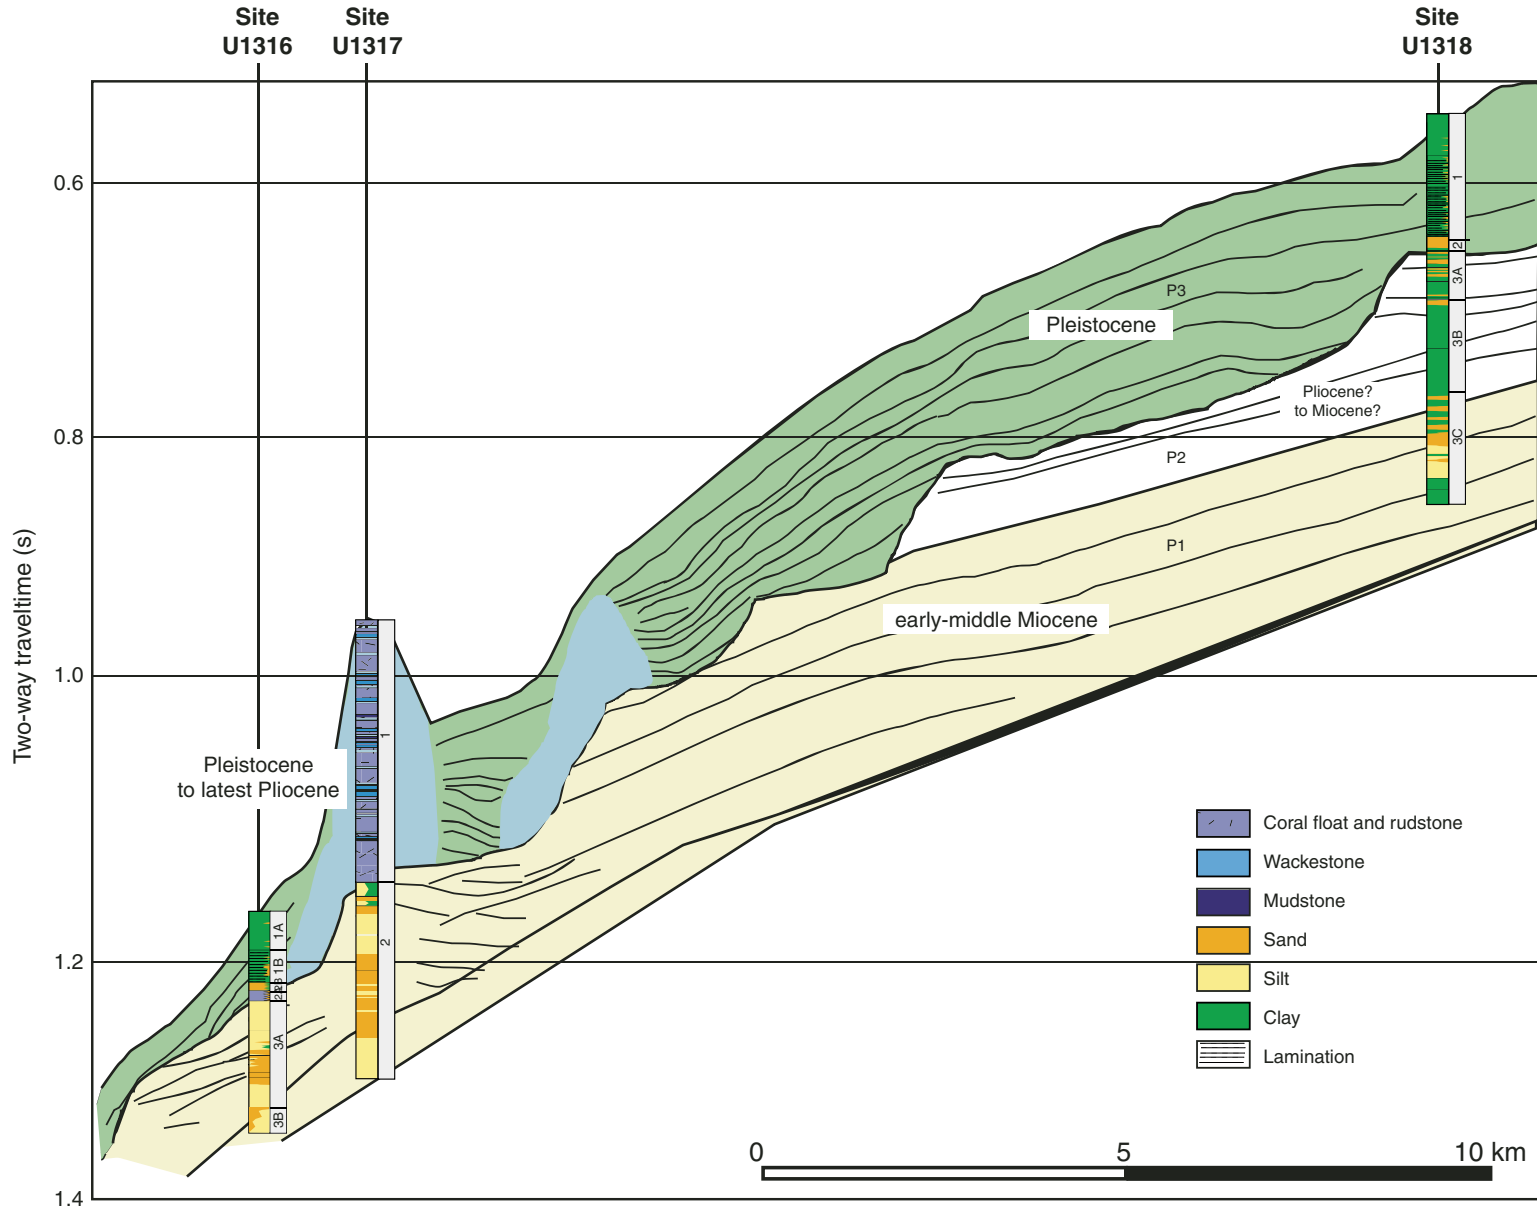 Site
U1316
Site
U1317
Site
U1318
0.6
0.8
1.0
1.2
1.4
Two-way traveltime (s)
P3
Pleistocene
Pliocene?
to Miocene?
P2
P1
early-middle Miocene
Pleistocene
to latest Pliocene
1
2
3A
3B
3C
1
2
1A
1B
3A
3B
Coral float and rudstone
Wackestone
Mudstone
Sand
Silt
Clay
Lamination
0
5
10 km